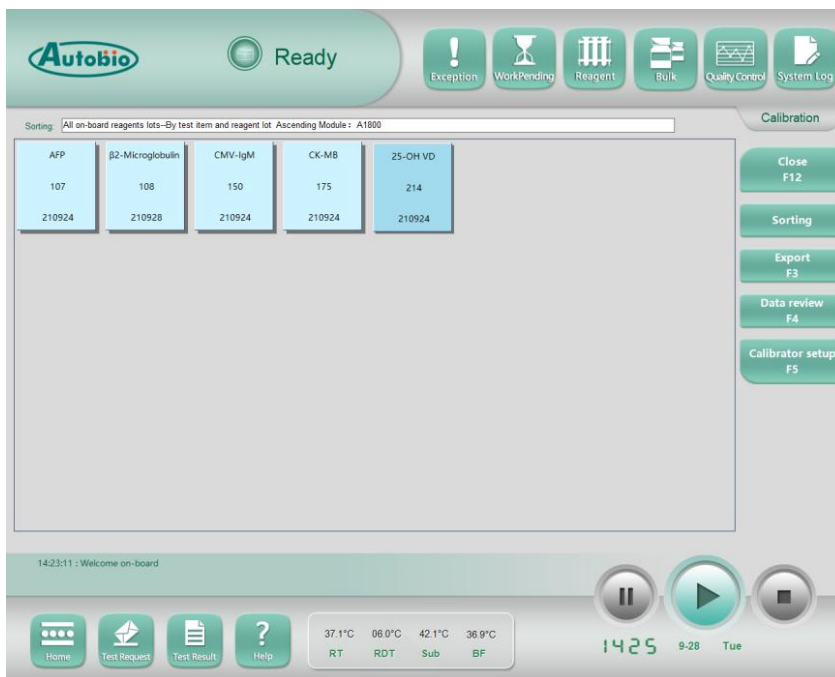 Autobio
Ready
Exception
WorkPending
Reagent
Bulk
Quality Control
System Log
Sorting: All on-board reagents lots--By test item and reagent lot Ascending Module: A1800
Calibration
AFP
107
210924
β2-Microglobulin
108
210928
CMV-IgM
150
210924
CK-MB
175
210924
25-OH VD
214
210924
Close
F12
Sorting
Export
F3
Data review
F4
Calibrator setup
F5
14:23:11 : Welcome on-board
Home
Test Request
Test Result
? Help
37.1°C 06.0°C 42.1°C 36.9°C
RT RDT Sub BF
1425 9-28 Tue